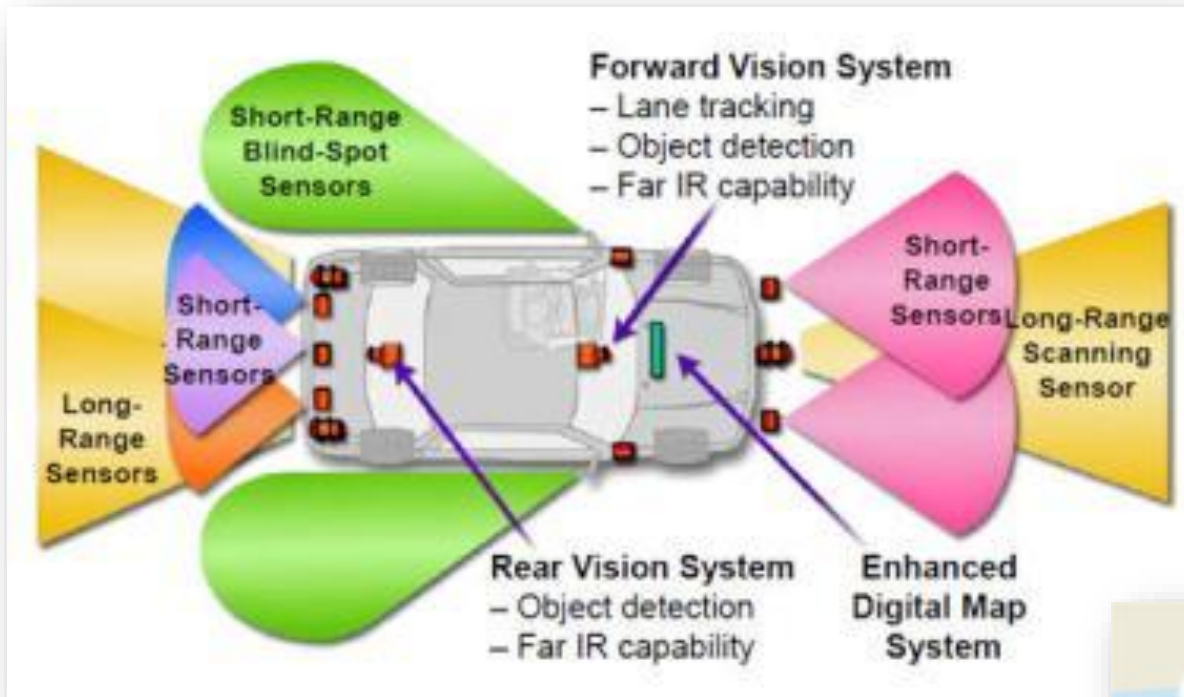 Forward Vision System
– Lane tracking
– Object detection
– Far IR capability
Short-Range
Blind-Spot
Sensors
Short-
Range
Sensors
Long-
Range
Sensors
Short-
Range
Sensors
Long-Range
Scanning
Sensor
Rear Vision System
– Object detection
– Far IR capability
Enhanced
Digital Map
System